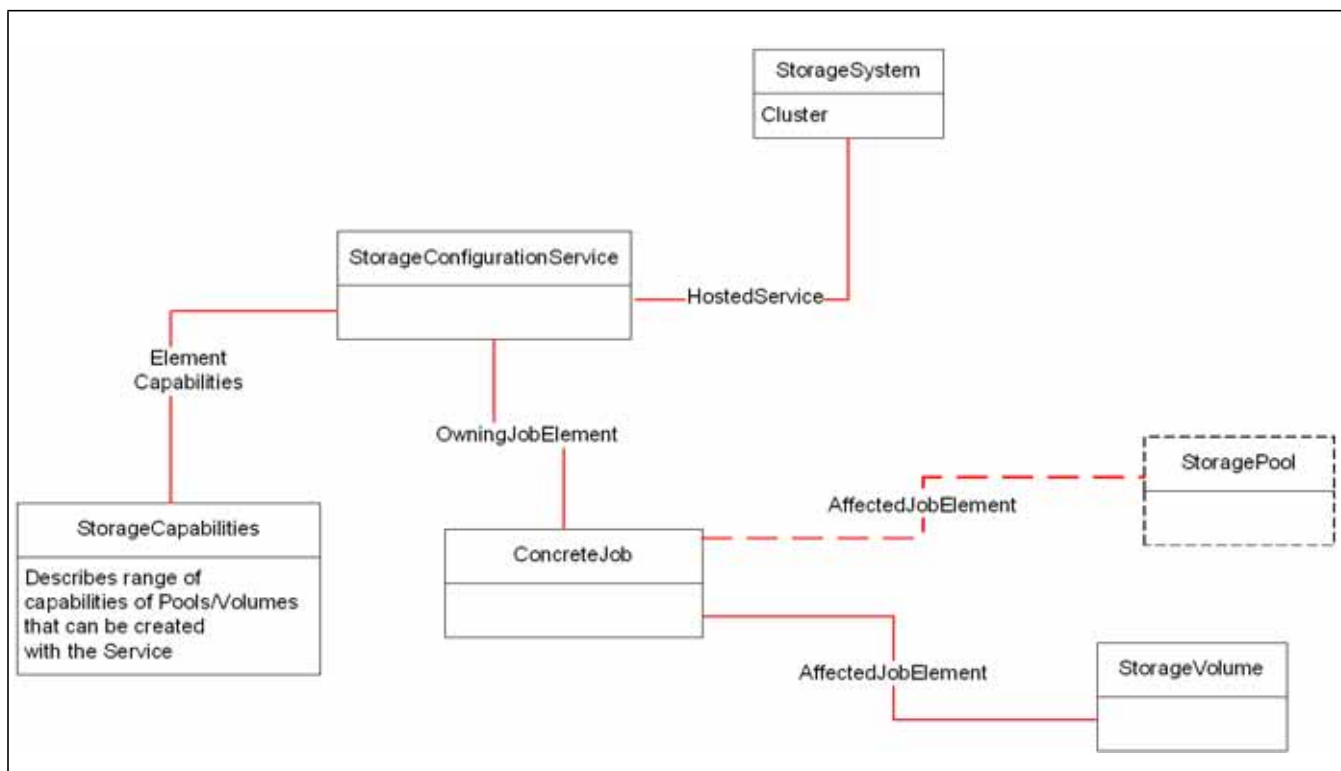 StorageSystem
Cluster
StorageConfigurationService
HostedService
Element
Capabilities
OwningJobElement
StoragePool
AffectedJobElement
StorageCapabilities
Describes range of
capabilities of Pools/Volumes
that can be created
with the Service
ConcreteJob
StorageVolume
AffectedJobElement